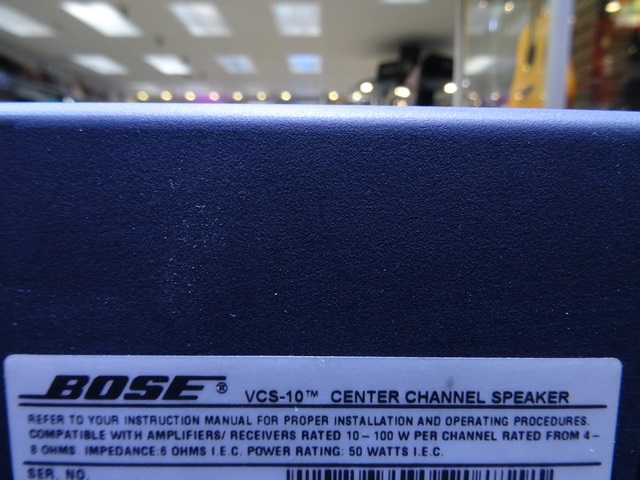 BOSE® VCS-10™ CENTER CHANNEL SPEAKER
REFER TO YOUR INSTRUCTION MANUAL FOR PROPER INSTALLATION AND OPERATING PROCEDURES.
COMPATIBLE WITH AMPLIFIERS/ RECEIVERS RATED 10-100 W PER CHANNEL RATED FROM 4-
8 OHMS. IMPEDANCE:6 OHMS I.E.C. POWER RATING: 50 WATTS I.E.C.
SER. NO.